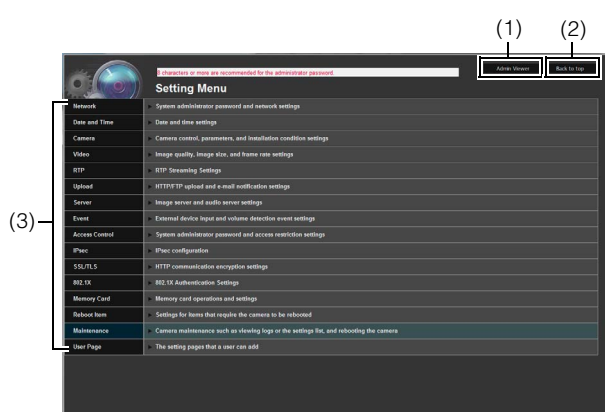 (1) (2)
Admin Viewer Back to top
8 characters or more are recommended for the administrator password.
Setting Menu
Network System administrator password and network settings
Date and Time Date and time settings
Camera Camera control, parameters, and installation condition settings
Video Image quality, image size, and frame rate settings
RTP RTP Streaming Settings
Upload HTTP/FTP upload and e-mail notification settings
Server Image server and audio server settings
(3)
Event External device input and volume detection event settings
Access Control System administrator password and access restriction settings
IPsec IPsec configuration
SSL/TLS HTTP communication encryption settings
802.1X 802.1X Authentication Settings
Memory Card Memory card operations and settings
Reboot Item Settings for Items that require the camera to be rebooted
Maintenance Camera maintenance such as viewing logs or the settings list, and rebooting the camera
User Page The setting pages that a user can add